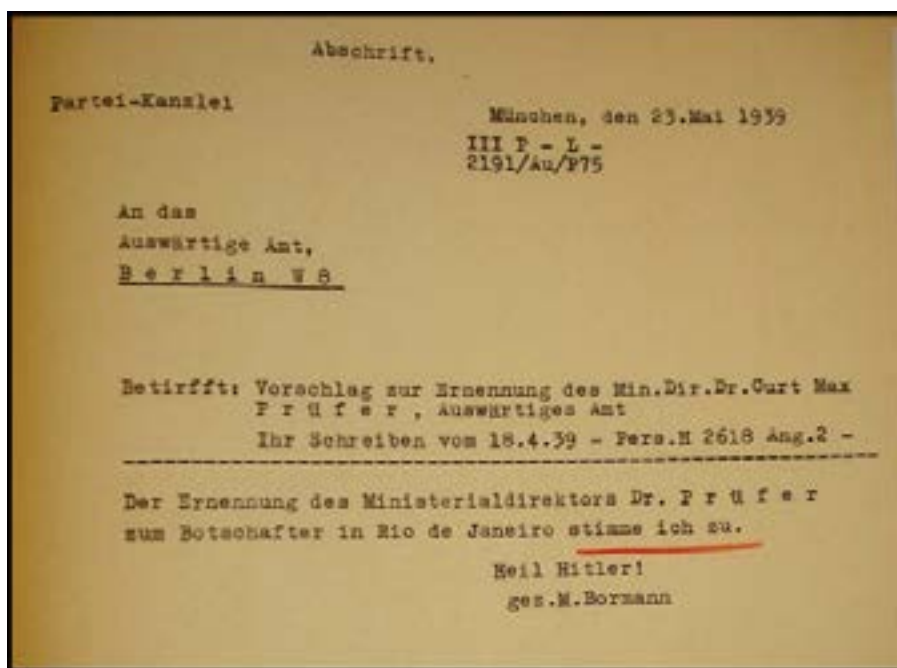 Abschrift.
Partei-Kanzlei
München, den 23.Mai 1939
III P - L -
2191/Au/P75
An das
Auswärtige Amt,
B e r l i n W 8
Betirfft: Vorschlag zur Ernennung des Min.Dir.Dr.Curt Max
P r ü f e r , Auswärtiges Amt
Ihr Schreiben vom 18.4.39 - Pers.H 2618 Ang.2 -
Der Ernennung des Ministerialdirektors Dr. P r ü f e r
zum Botschafter in Rio de Janeiro stimme ich zu.
Heil Hitler!
gez.M.Bormann